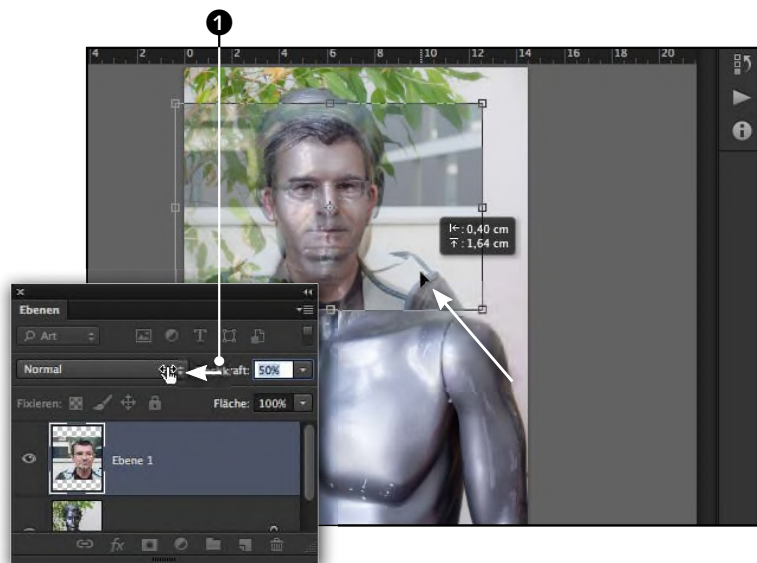 1
4 2 0 2 4 6 8 10 12 14 16 18 20
: 0,40 cm
: 1,64 cm
Ebenen
Art
Normal
kraft: 50%
Fixieren:
Fläche: 100%
Ebene 1
fx